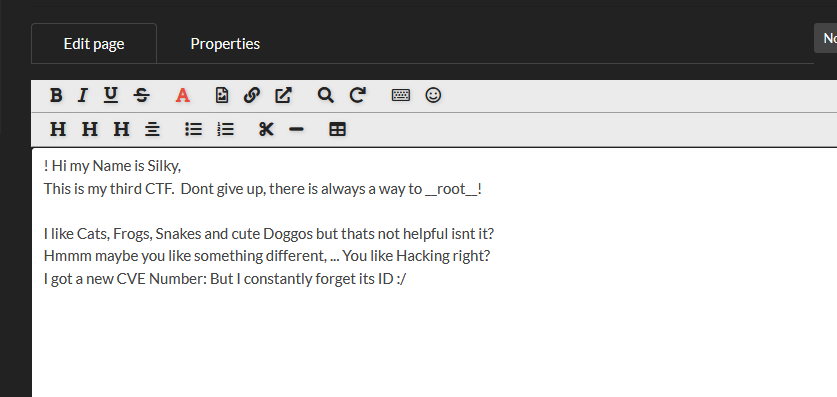 Edit page
Properties
B I U S A
H H H
! Hi my Name is Silky,
This is my third CTF.  Dont give up, there is always a way to __root__!
I like Cats, Frogs, Snakes and cute Doggos but thats not helpful isnt it?
Hmmm maybe you like something different, ... You like Hacking right?
I got a new CVE Number: But I constantly forget its ID :/